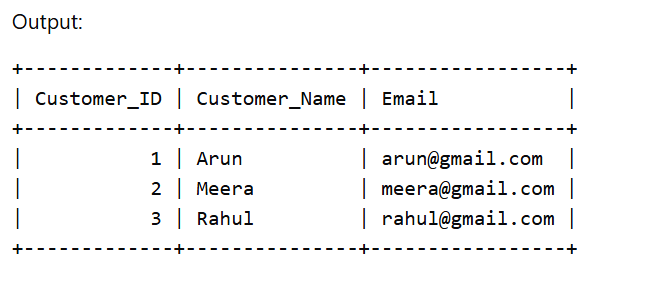 Output:
+-------------+---------------+-----------------+
| Customer_ID | Customer_Name | Email           |
+-------------+---------------+-----------------+
|           1 | Arun          | arun@gmail.com  |
|           2 | Meera         | meera@gmail.com |
|           3 | Rahul         | rahul@gmail.com |
+-------------+---------------+-----------------+